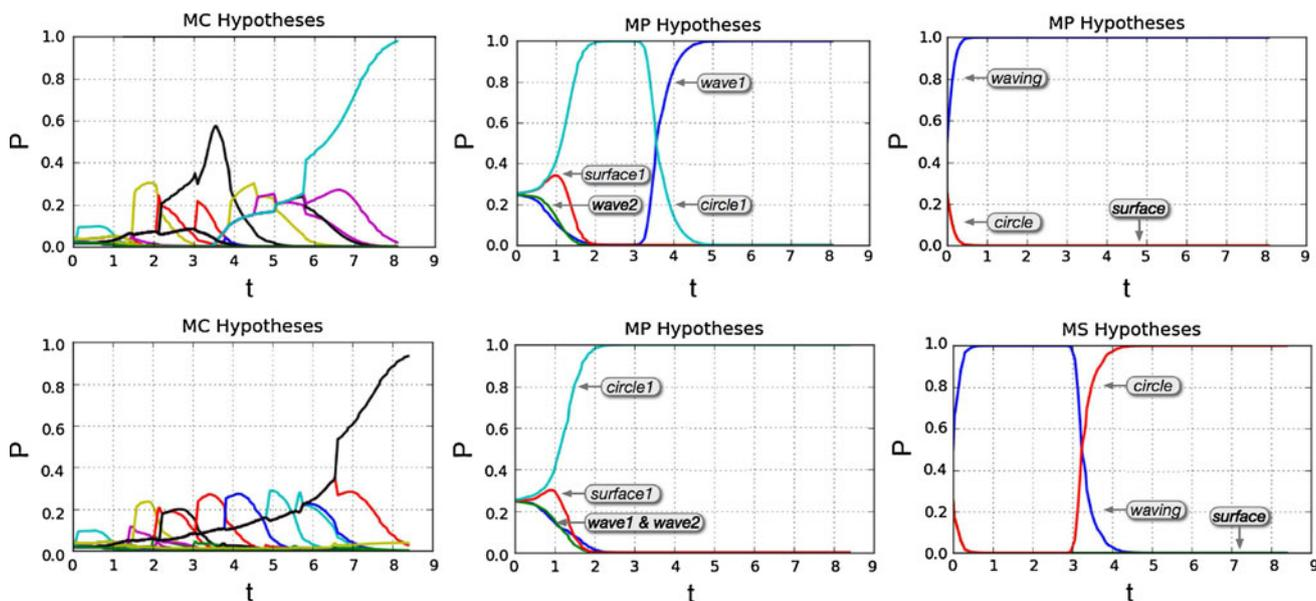 MC Hypotheses
1.0
0.8
0.6
0.4
0.2
0.0
P
0 1 2 3 4 5 6 7 8 9
t
MP Hypotheses
1.0
0.8
0.6
0.4
0.2
0.0
P
wave1
surface1
wave2
circle1
0 1 2 3 4 5 6 7 8 9
t
MP Hypotheses
1.0
0.8
0.6
0.4
0.2
0.0
P
waving
surface
circle
0 1 2 3 4 5 6 7 8 9
t
MC Hypotheses
1.0
0.8
0.6
0.4
0.2
0.0
P
0 1 2 3 4 5 6 7 8 9
t
MP Hypotheses
1.0
0.8
0.6
0.4
0.2
0.0
P
circle1
surface1
wave1 & wave2
0 1 2 3 4 5 6 7 8 9
t
MS Hypotheses
1.0
0.8
0.6
0.4
0.2
0.0
P
circle
waving
surface
0 1 2 3 4 5 6 7 8 9
t